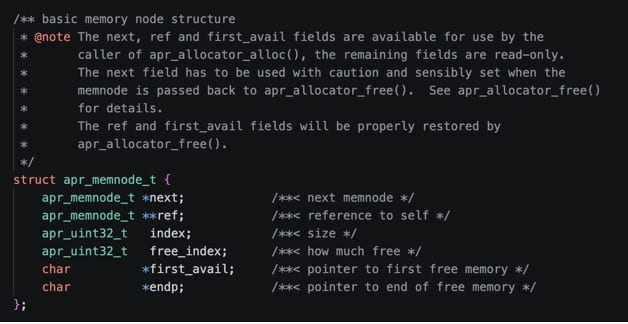 /** basic memory node structure
 * @note The next, ref and first_avail fields are available for use by the
 *       caller of apr_allocator_alloc(), the remaining fields are read-only.
 *       The next field has to be used with caution and sensibly set when the
 *       memnode is passed back to apr_allocator_free().  See apr_allocator_free()
 *       for details.
 *       The ref and first_avail fields will be properly restored by
 *       apr_allocator_free().
 */
struct apr_memnode_t {
    apr_memnode_t *next;            /**< next memnode */
    apr_memnode_t **ref;            /**< reference to self */
    apr_uint32_t   index;           /**< size */
    apr_uint32_t   free_index;      /**< how much free */
    char          *first_avail;     /**< pointer to first free memory */
    char          *endp;            /**< pointer to end of free memory */
};